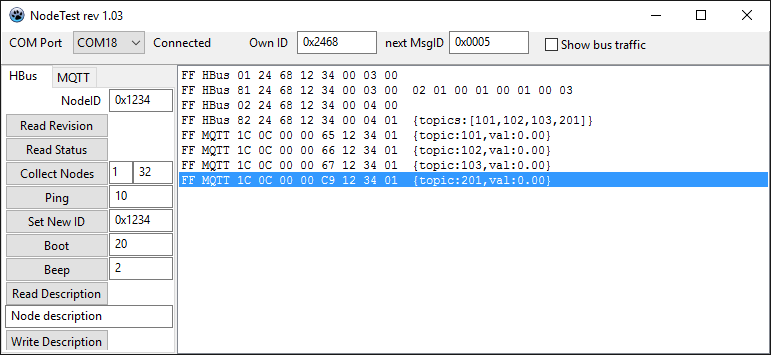 NodeTest rev 1.03
COM Port COM18 Connected Own ID 0x2468 next MsgID 0x0005 Show bus traffic
HBus MQTT
NodeID 0x1234
Read Revision
Read Status
Collect Nodes 1 32
Ping 10
Set New ID 0x1234
Boot 20
Beep 2
Read Description
Node description
Write Description
FF HBus 01 24 68 12 34 00 03 00
FF HBus 81 24 68 12 34 00 03 00 02 01 00 01 00 01 00 03
FF HBus 02 24 68 12 34 00 04 00
FF HBus 82 24 68 12 34 00 04 01 {topics:[101,102,103,201]}
FF MQTT 1C 0C 00 00 65 12 34 01 {topic:101,val:0.00}
FF MQTT 1C 0C 00 00 66 12 34 01 {topic:102,val:0.00}
FF MQTT 1C 0C 00 00 67 12 34 01 {topic:103,val:0.00}
FF MQTT 1C 0C 00 00 C9 12 34 01 {topic:201,val:0.00}